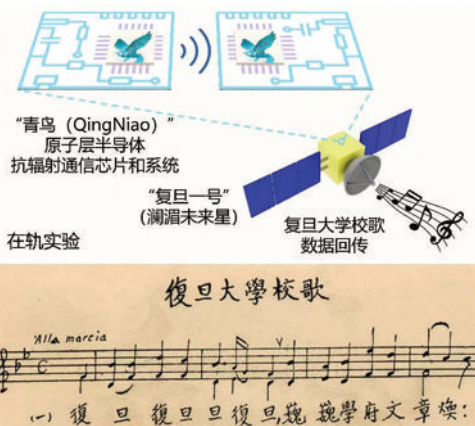 “青鸟（QingNiao）”
原子层半导体
抗辐射通信芯片和系统
“复旦一号”
（澜湄未来星）
复旦大学校歌
数据回传
在轨实验
復旦大學校歌
Alla marcia
(一) 復 旦 復旦旦復旦,巍 巍學府文 章 煥：